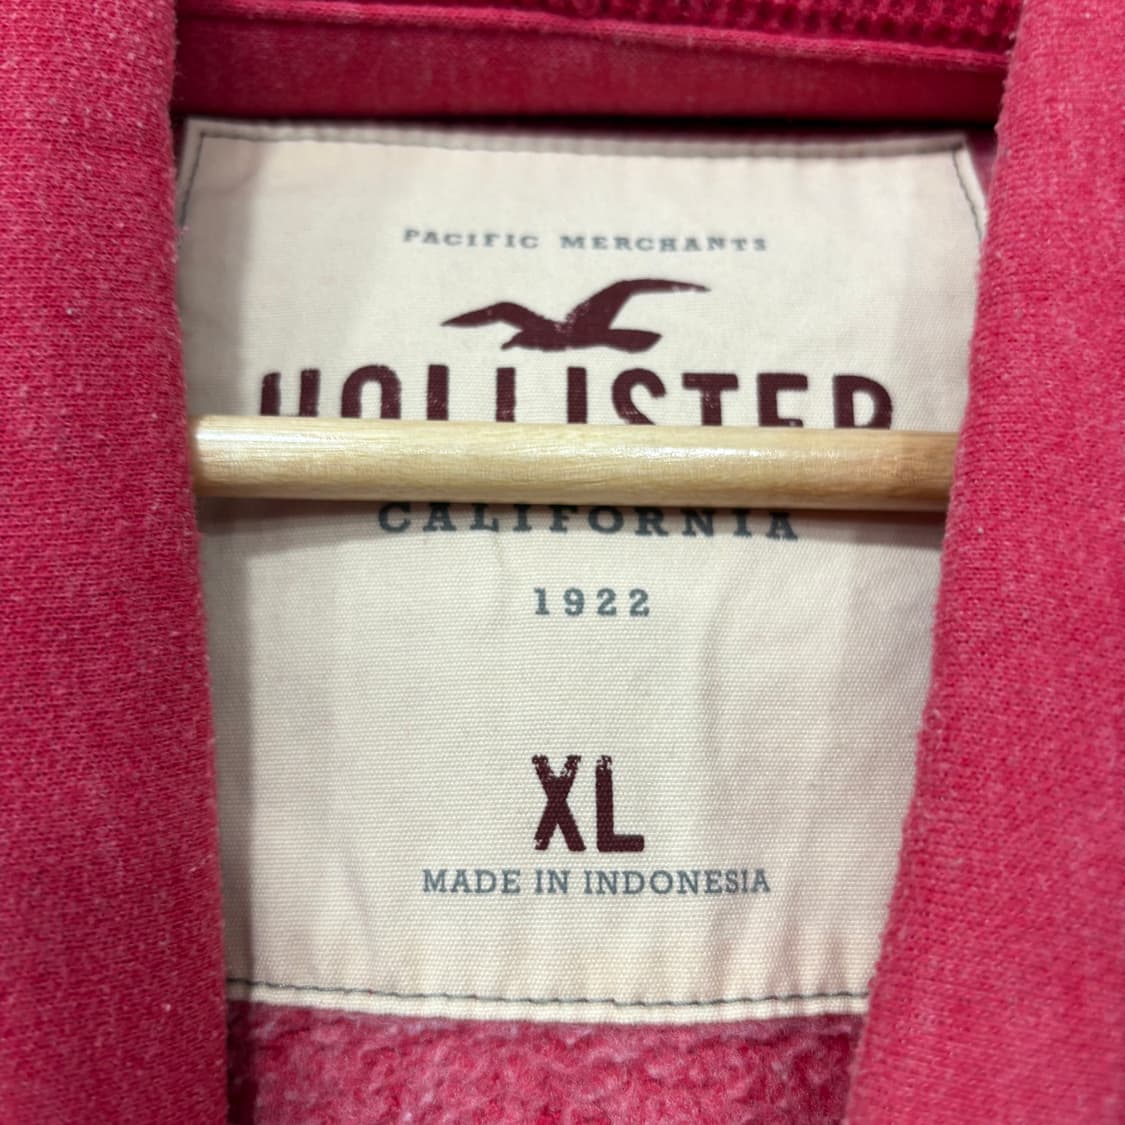 PACIFIC MERCHANTS
HOLLISTER
CALIFORNIA
1922
XL
MADE IN INDONESIA